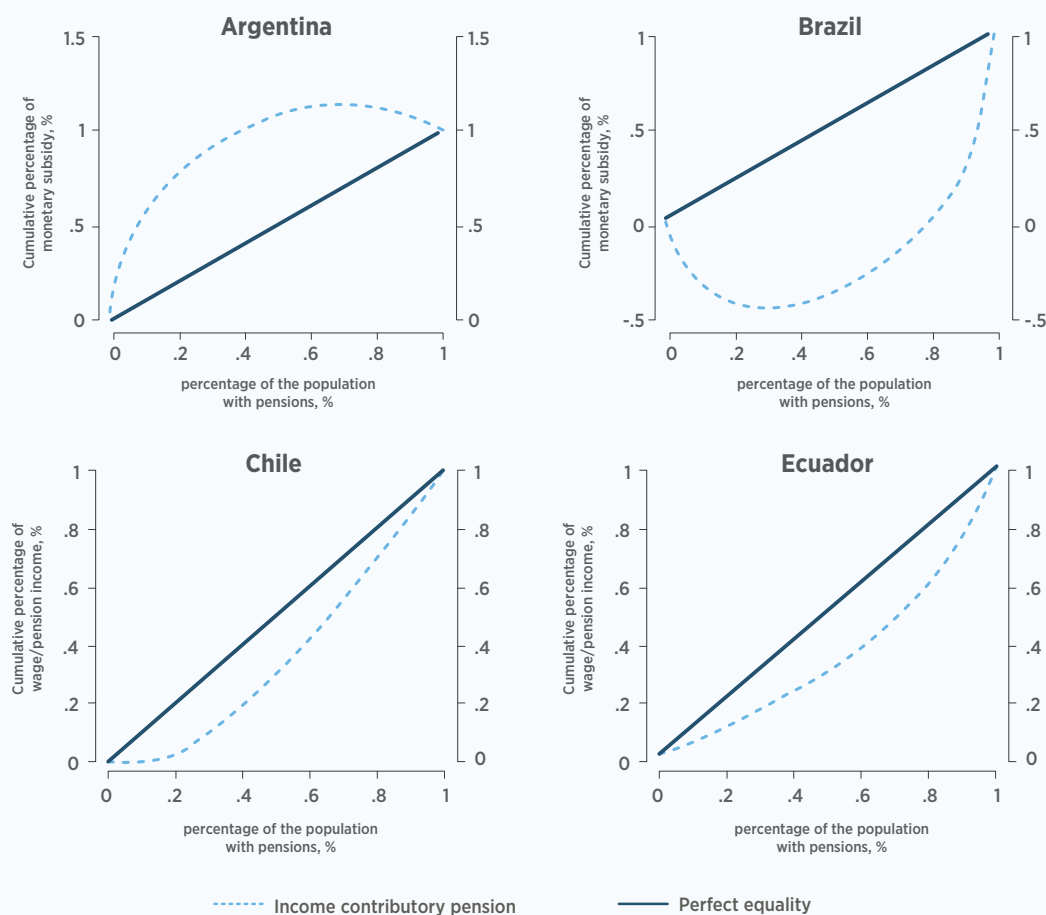 Argentina
1.5
1
.5
0
1.5
1
.5
0
Cumulative percentage of
monetary subsidy, %
0 .2 .4 .6 .8 1
percentage of the population
with pensions, %
Brazil
1
.5
0
-.5
1
.5
0
-.5
Cumulative percentage of
monetary subsidy, %
0 .2 .4 .6 .8 1
percentage of the population
with pensions, %
Chile
1
.8
.6
.4
.2
0
1
.8
.6
.4
.2
0
Cumulative percentage of
wage/pension income, %
0 .2 .4 .6 .8 1
percentage of the population
with pensions, %
Ecuador
1
.8
.6
.4
.2
0
1
.8
.6
.4
.2
0
Cumulative percentage of
wage/pension income, %
0 .2 .4 .6 .8 1
percentage of the population
with pensions, %
Income contributory pension
Perfect equality